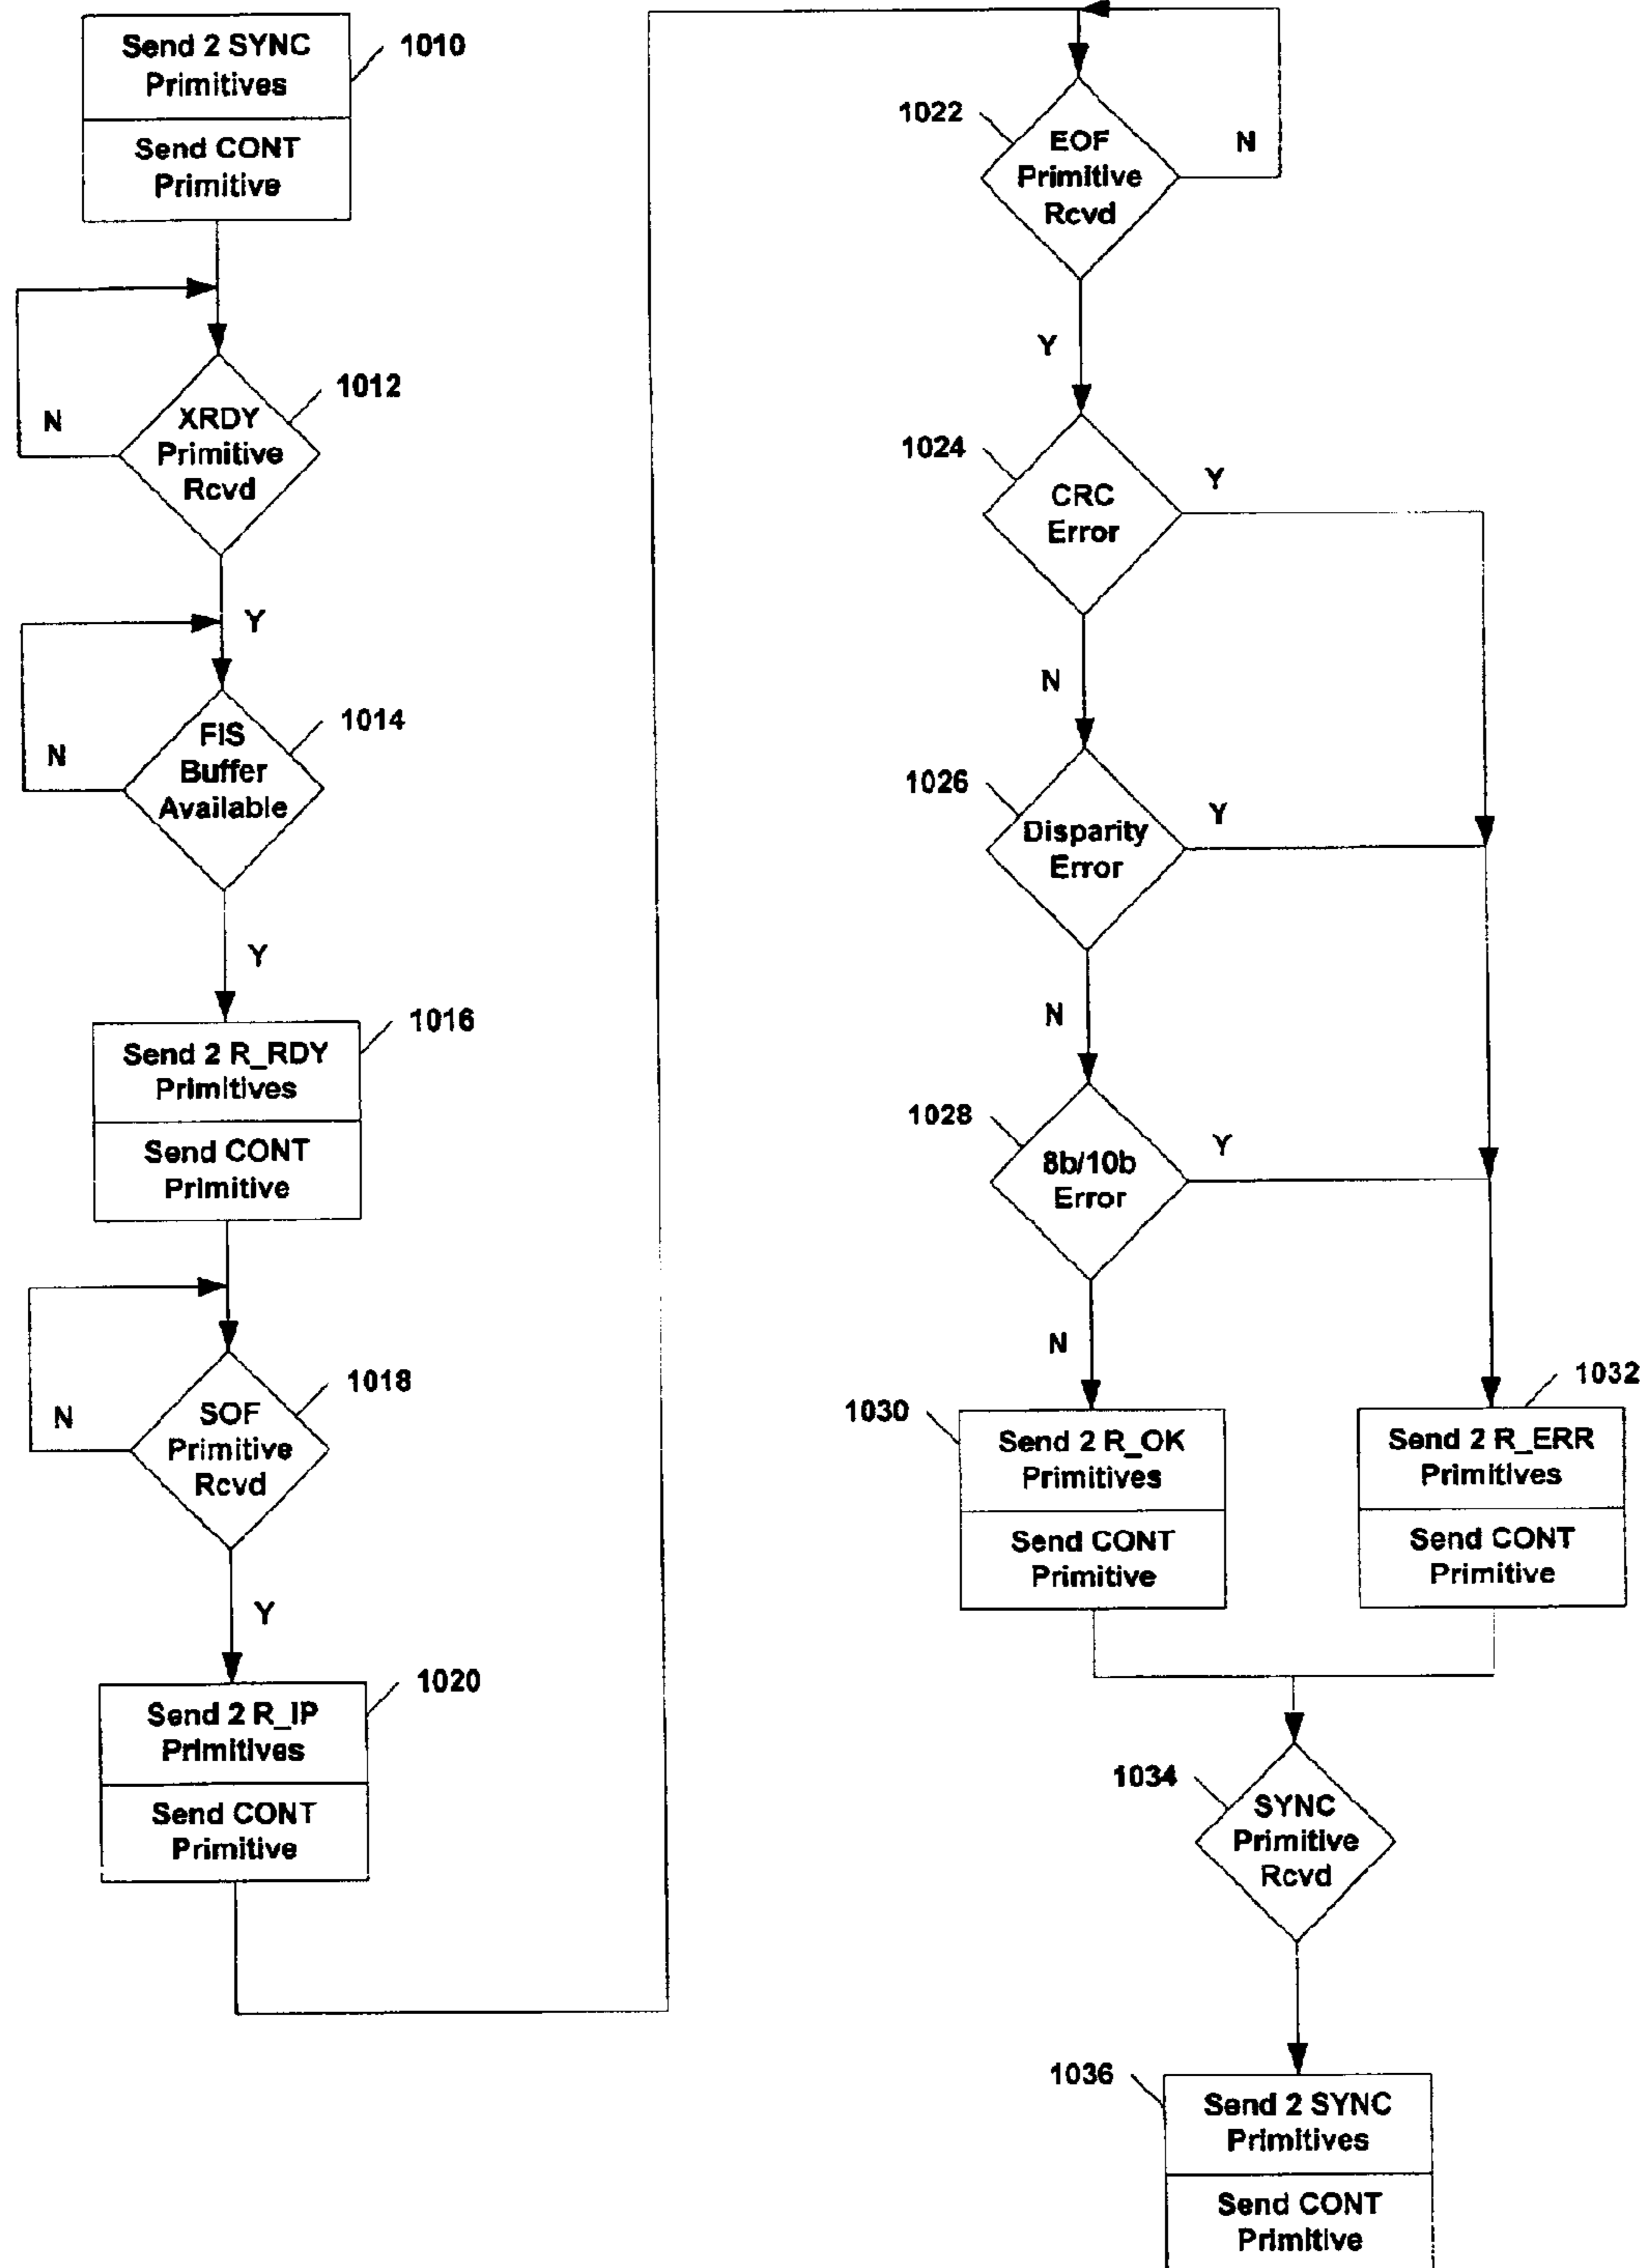 Send 2 SYNC
Primitives
1010
Send CONT
Primitive
1012
N
XRDY
Primitive
Rcvd
Y
1014
N
FIS
Buffer
Available
Y
1016
Send 2 R_RDY
Primitives
Send CONT
Primitive
1018
N
SOF
Primitive
Rcvd
Y
1020
Send 2 R_IP
Primitives
Send CONT
Primitive
1022
EOF
Primitive
Rcvd
N
Y
1024
CRC
Error
Y
N
1026
Disparity
Error
Y
N
1028
8b/10b
Error
Y
N
1030
Send 2 R_OK
Primitives
Send CONT
Primitive
1032
Send 2 R_ERR
Primitives
Send CONT
Primitive
1034
SYNC
Primitive
Rcvd
1036
Send 2 SYNC
Primitives
Send CONT
Primitive